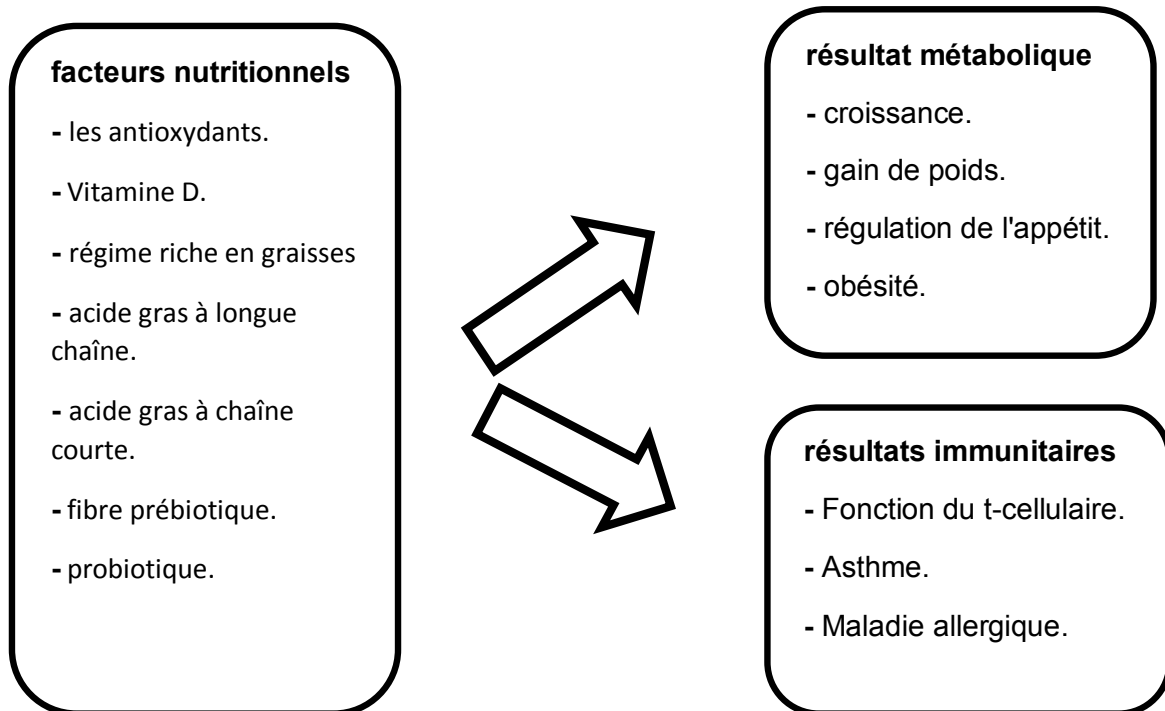 facteurs nutritionnels
- les antioxydants.
- Vitamine D.
- régime riche en graisses
- acide gras à longue
chaîne.
- acide gras à chaîne
courte.
- fibre prébiotique.
- probiotique.
résultat métabolique
- croissance.
- gain de poids.
- régulation de l'appétit.
- obésité.
résultats immunitaires
- Fonction du t-cellulaire.
- Asthme.
- Maladie allergique.